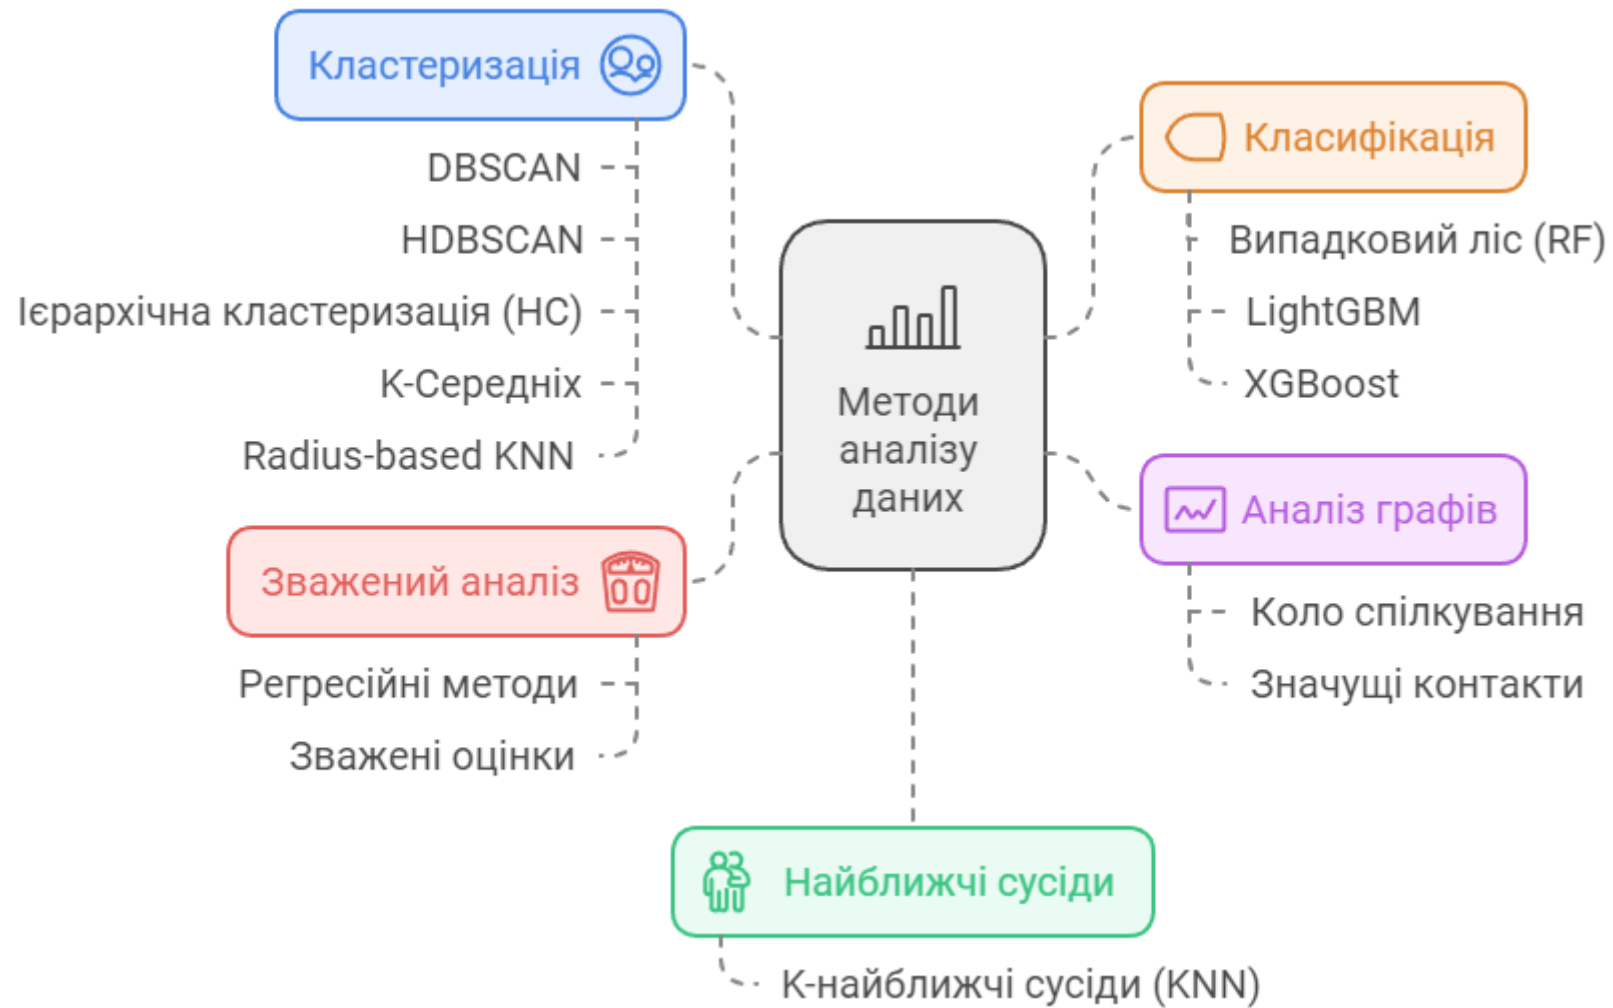 Кластеризація
DBSCAN
HDBSCAN
Ієрархічна кластеризація (HC)
K-Середніх
Radius-based KNN
Зважений аналіз
Регресійні методи
Зважені оцінки
Методи
аналізу
даних
Класифікація
Випадковий ліс (RF)
LightGBM
XGBoost
Аналіз графів
Коло спілкування
Значущі контакти
Найближчі сусіди
K-найближчі сусіди (KNN)